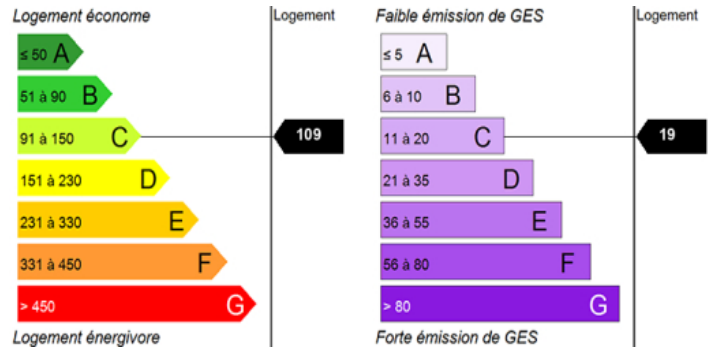 Logement économe
Logement
≤ 50 A
51 à 90 B
91 à 150 C
109
151 à 230 D
231 à 330 E
331 à 450 F
> 450 G
Logement énergivore
Faible émission de GES
Logement
≤ 5 A
6 à 10 B
11 à 20 C
19
21 à 35 D
36 à 55 E
56 à 80 F
> 80 G
Forte émission de GES